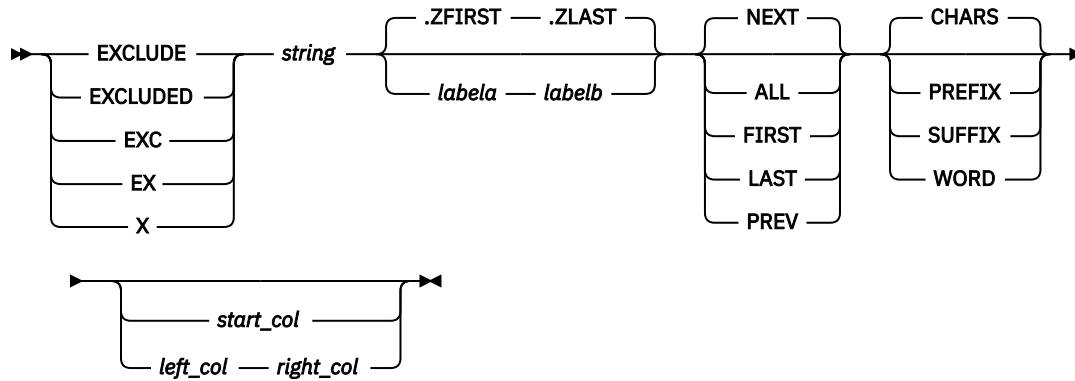 .ZFIRST .ZLAST NEXT CHARS
EXCLUDE string
EXCLUDED labela labelb ALL PREFIX
EXC FIRST SUFFIX
EX LAST WORD
X PREV
start_col
left_col right_col